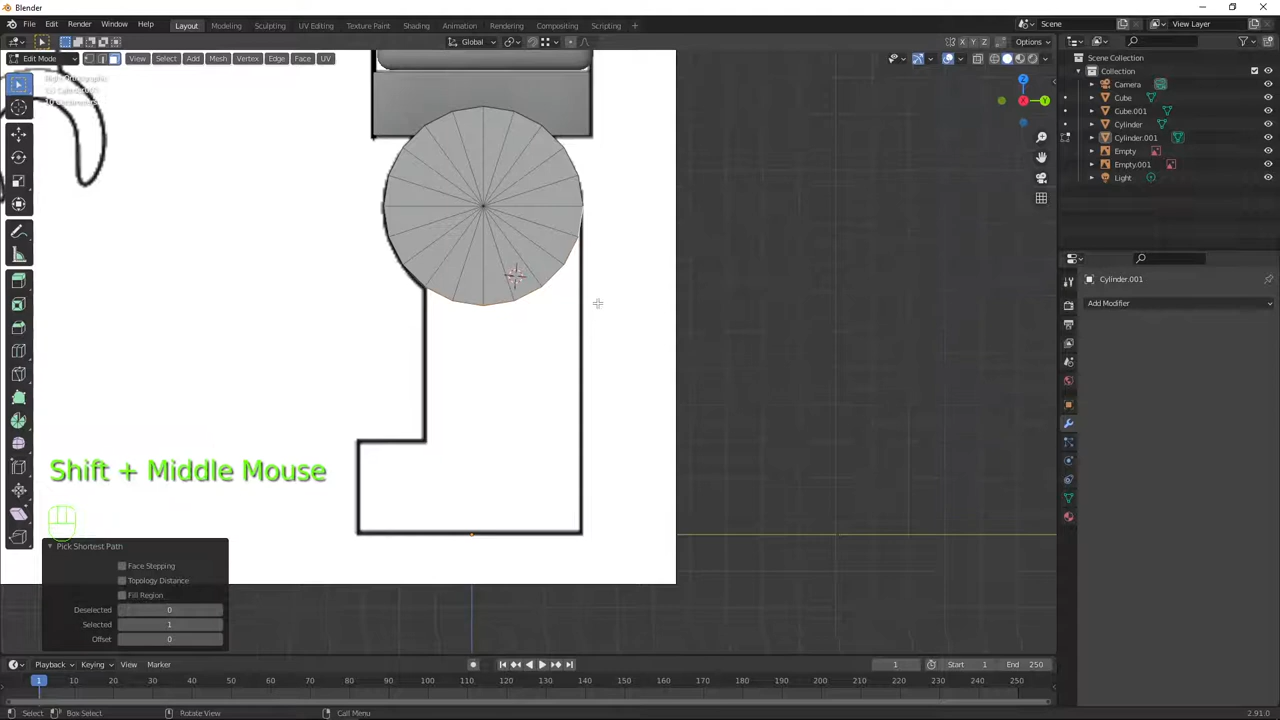 Blender
File Edit Render Window Help
Layout Modeling Sculpting UV Editing Texture Paint Shading Animation Rendering Compositing Scripting +
Scene
View Layer
Global
Options
Edit Mode
View Select Add Mesh Vertex Edge Face UV
X Y Z
Scene Collection
Collection
Camera
Cube
Cube.001
Cylinder
Cylinder.001
Empty
Empty.001
Light
Z
Y
Cylinder.001
Add Modifier
Shift + Middle Mouse
Pick Shortest Path
Face Stepping
Topology Distance
Fill Region
Deselected 0
Selected 1
Offset 0
Playback Keying View Marker
1
Start 1
End 250
1 10 20 30 40 50 60 70 80 90 100 110 120 130 140 150 160 170 180 190 200 210 220 230 240 250
Select Box Select Rotate View Call Menu 2.91.0